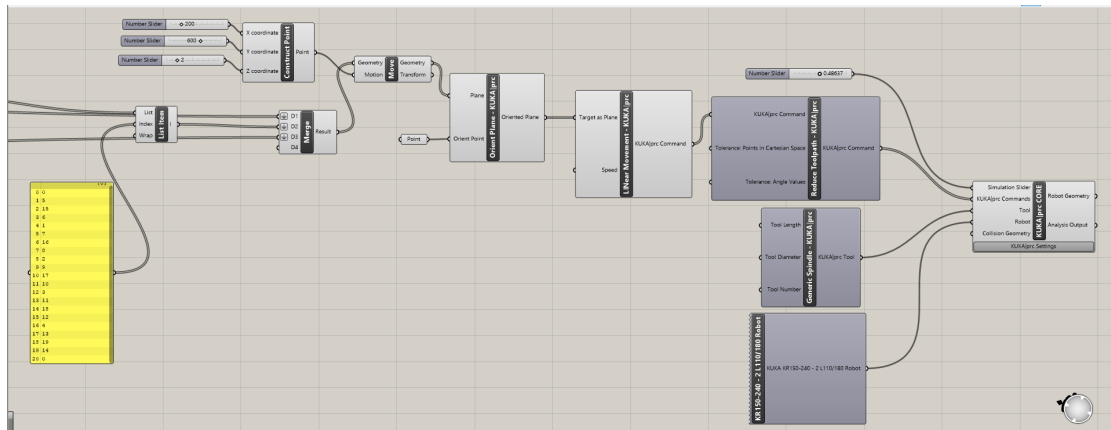 Number Slider 200
Number Slider 600
Number Slider 2
X coordinate
Y coordinate
Z coordinate
Construct Point
Point
Geometry
Motion
Move
Geometry
Transform
List
Index
Wrap
List Item
i
D1
D2
D3
D4
Merge
Result
Plane
Orient Point
Orient Plane - KUKA|prc
Oriented Plane
Point
Target as Plane
Speed
LINear Movement - KUKA|prc
KUKA|prc Command
Number Slider 0.48637
KUKA|prc Command
Tolerance: Points in Cartesian Space
Tolerance: Angle Values
Reduce Toolpath - KUKA|prc
KUKA|prc Command
Tool Length
Tool Diameter
Tool Number
Generic Spindle - KUKA|prc
KUKA|prc Tool
KR150-240 - 2 L110/180 Robot
KUKA KR150-240 - 2 L110/180 Robot
Simulation Slider
KUKA|prc Commands
Tool
Robot
Collision Geometry
KUKA|prc CORE
Robot Geometry
Analysis Output
KUKA|prc Settings
0 0
1 5
2 15
3 6
4 1
5 7
6 16
7 8
8 2
9 9
10 17
11 10
12 3
13 11
14 18
15 12
16 4
17 13
18 19
19 14
20 0